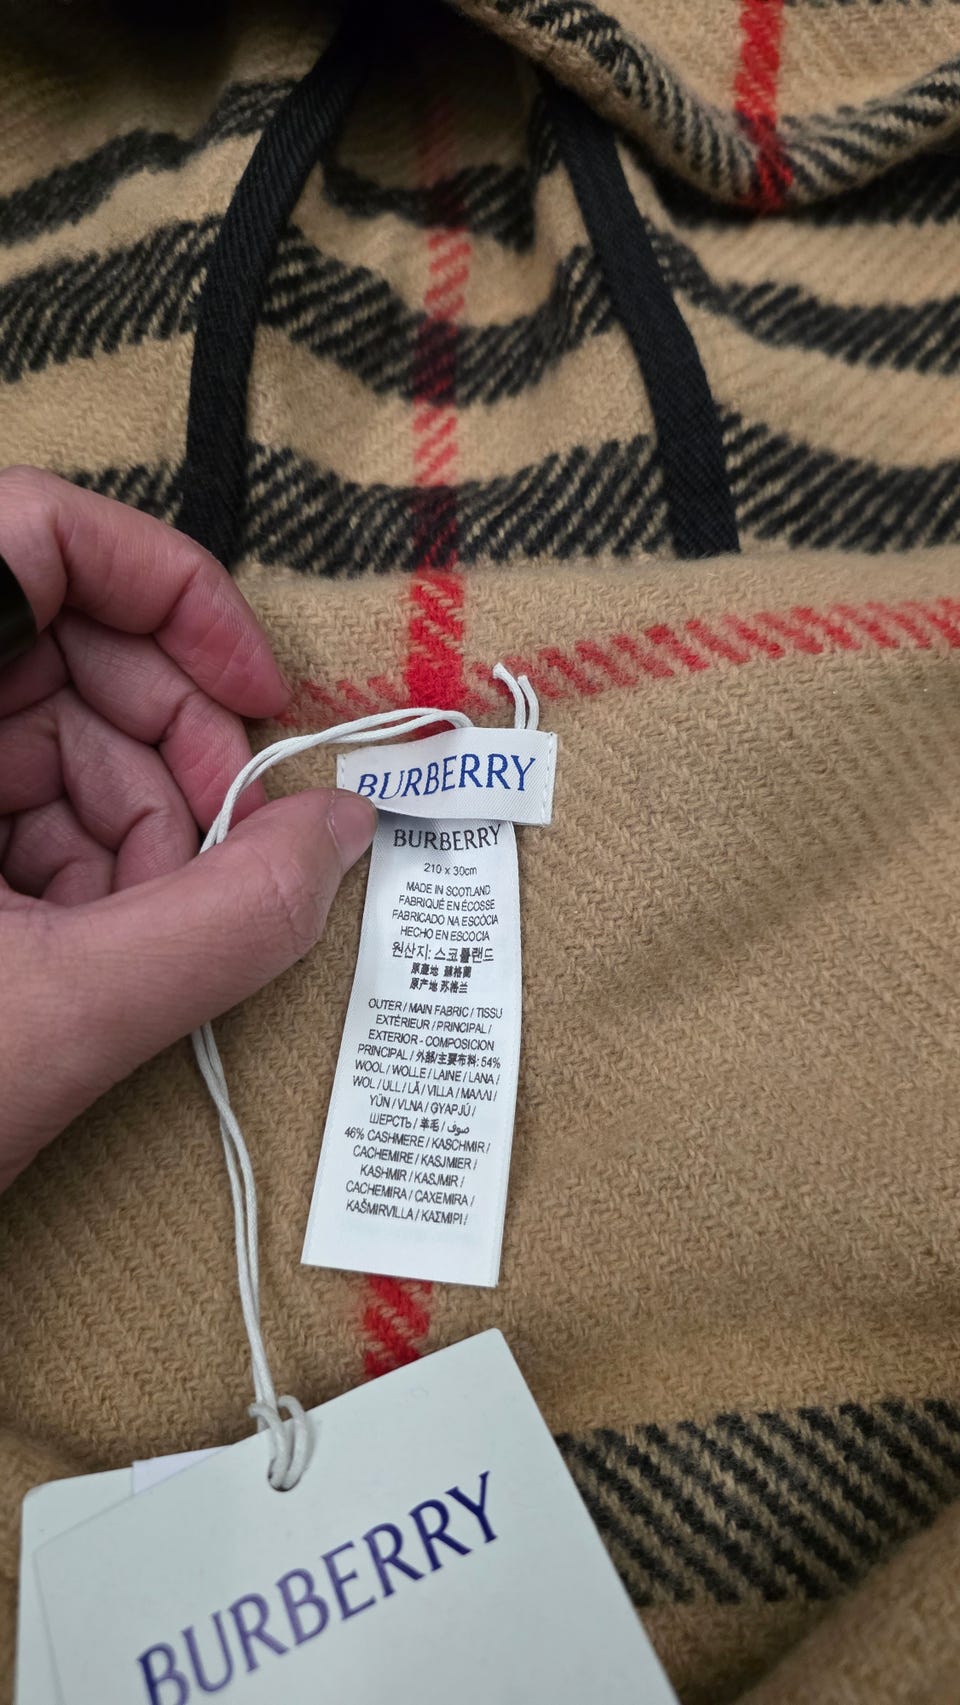 BURBERRY
BURBERRY
210 x 30cm
MADE IN SCOTLAND
FABRIQUÉ EN ÉCOSSE
FABRICADO NA ESCÓCIA
HECHO EN ESCOCIA
원산지: 스코틀랜드
原產地 蘇格蘭
原产地 苏格兰
OUTER / MAIN FABRIC / TISSU
EXTÉRIEUR / PRINCIPAL /
EXTERIOR - COMPOSICION
PRINCIPAL / 外部/主要布料: 54%
WOOL / WOLLE / LAINE / LANA /
WOL / ULL / LÃ / VILLA / ΜΑΛΛΙ /
YÜN / VLNA / GYAPJÚ /
ШЕРСТЬ / 羊毛 / صوف
46% CASHMERE / KASCHMIR /
CACHEMIRE / KASJMIER /
KASHMIR / KASJMIR /
CACHEMIRA / CAXEMIRA /
KAŠMIRVILLA / ΚΑΣΜΙΡΙ /
BURBERRY